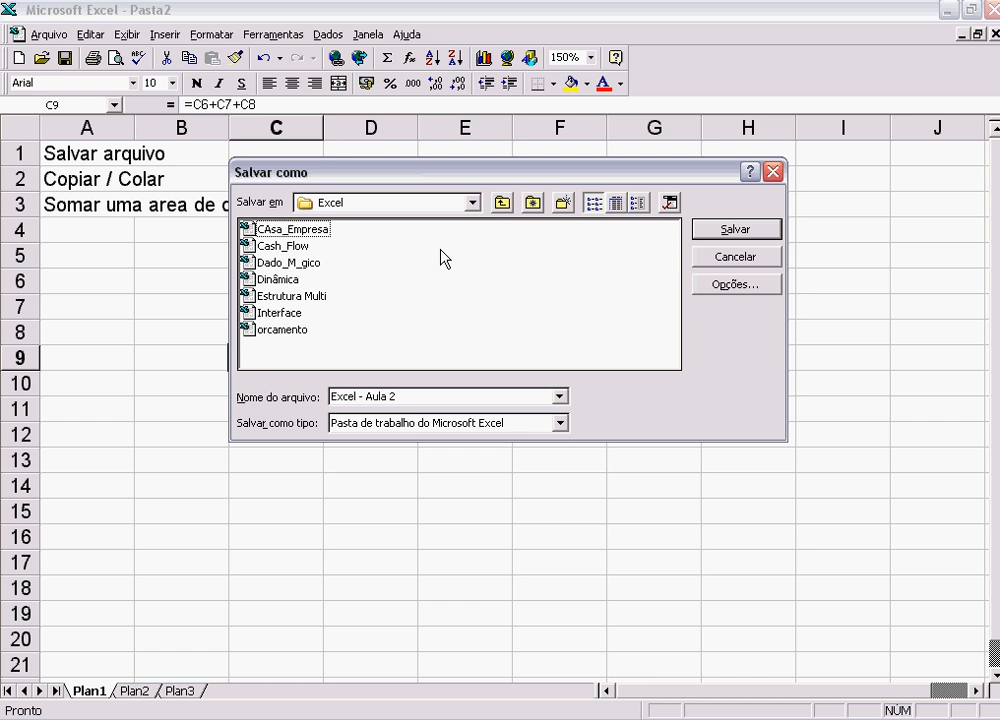 Microsoft Excel - Pasta2
Arquivo Editar Exibir Inserir Formatar Ferramentas Dados Janela Ajuda
150%
Arial 10 N I S % 000
C9 = =C6+C7+C8
A B C D E F G H I J
1 Salvar arquivo
2 Copiar / Colar
3 Somar uma area de c
4
5
6
7
8
9
10
11
12
13
14
15
16
17
18
19
20
21
Salvar como
Salvar em Excel
CAsa_Empresa
Cash_Flow
Dado_M_gico
Dinâmica
Estrutura Multi
Interface
orcamento
Salvar
Cancelar
Opções...
Nome do arquivo: Excel - Aula 2
Salvar como tipo: Pasta de trabalho do Microsoft Excel
Plan1 Plan2 Plan3
Pronto NÚM